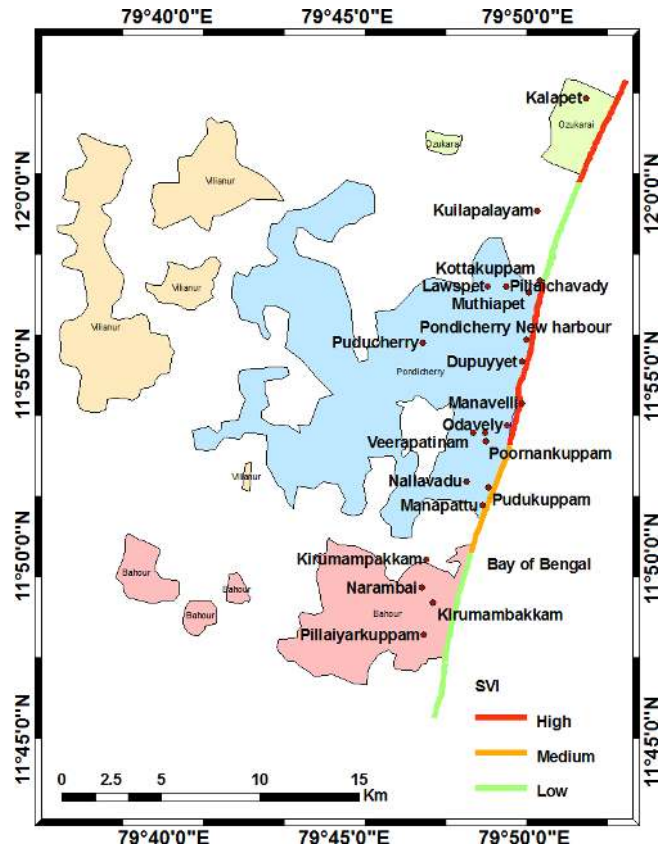 79°40'0"E 79°45'0"E 79°50'0"E
Kalapet
Ozukarai
Ozukarai
12°0'0"N 12°0'0"N
Villianur
Kuilapalayam
Kottakuppam
Villianur
Lawspet Pillaichavady
Muthiapet
Villianur
Pondicherry New harbour
Puducherry
Dupuyyet
Pondicherry
11°55'0"N 11°55'0"N
Manavelli
Odavely
Veerapatinam
Poornankuppam
Villianur
Nallavadu
Pudukuppam
Manapattu
11°50'0"N 11°50'0"N
Kirumampakkam
Bay of Bengal
Bahour
Bahour
Narambai
Kirumambakkam
Bahour
Bahour
Pillaiyarkuppam
SVI
High
11°45'0"N 11°45'0"N
Medium
0 2.5 5 10 15
Km
Low
79°40'0"E 79°45'0"E 79°50'0"E